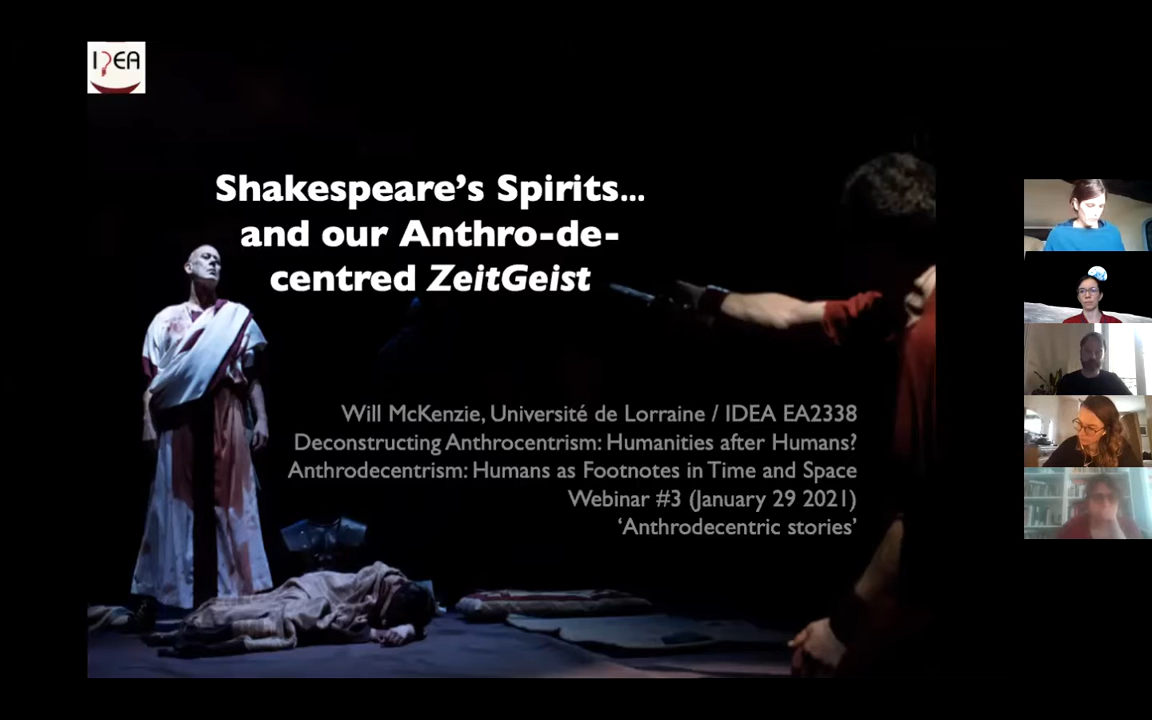 IDEA
Shakespeare’s Spirits...
and our Anthro-de-
centred ZeitGeist
Will McKenzie, Université de Lorraine / IDEA EA2338
Deconstructing Anthrocentrism: Humanities after Humans?
Anthrodecentrism: Humans as Footnotes in Time and Space
Webinar #3 (January 29 2021)
‘Anthrodecentric stories’